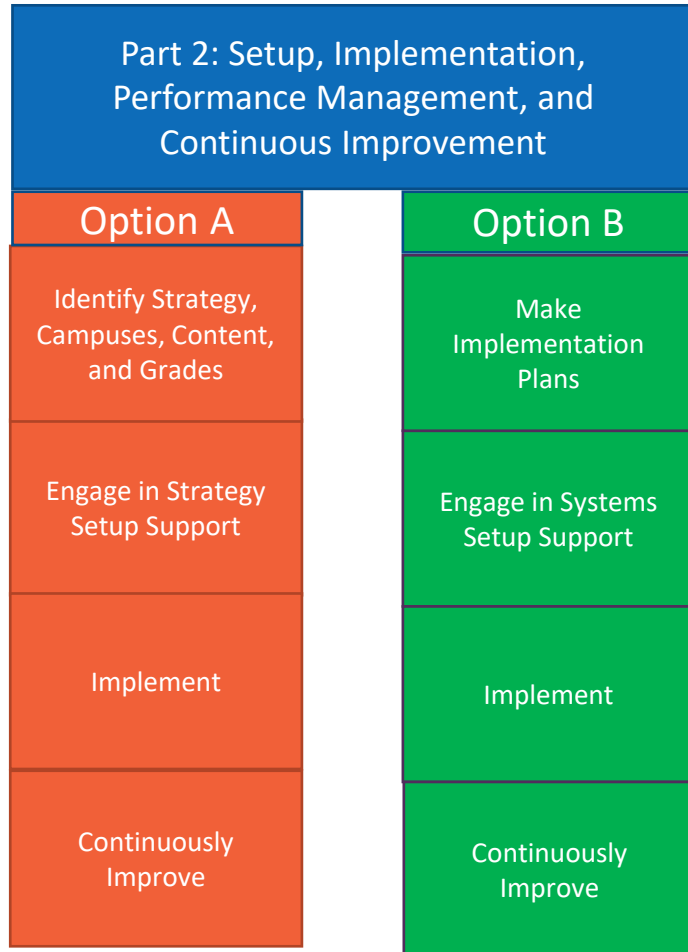 Part 2: Setup, Implementation,
Performance Management, and
Continuous Improvement
Option A
Identify Strategy,
Campuses, Content,
and Grades
Engage in Strategy
Setup Support
Implement
Continuously
Improve
Option B
Make
Implementation
Plans
Engage in Systems
Setup Support
Implement
Continuously
Improve